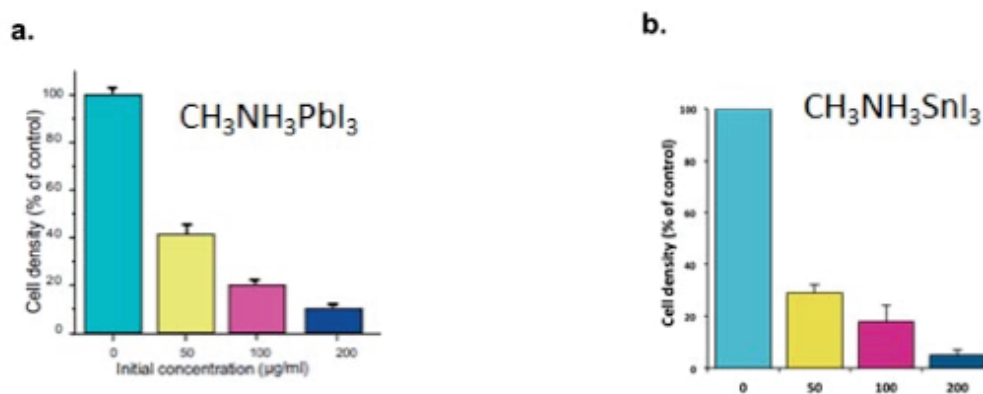 a.
CH₃NH₃PbI₃
Cell density (% of control)
100
80
60
40
20
0
0 50 100 200
Initial concentration (µg/ml)
b.
CH₃NH₃SnI₃
Cell density (% of control)
100
80
60
40
20
0
0 50 100 200